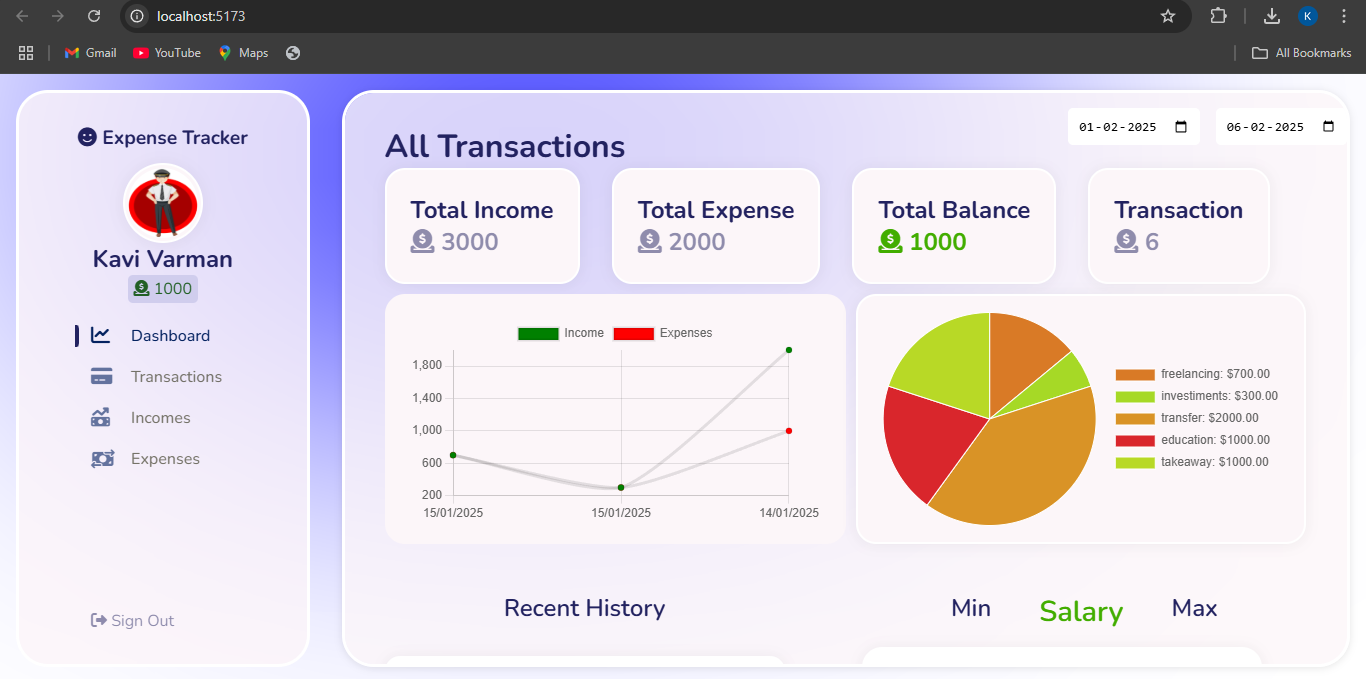 localhost:5173
K
Gmail YouTube Maps All Bookmarks
Expense Tracker
Kavi Varman
1000
Dashboard
Transactions
Incomes
Expenses
Sign Out
All Transactions
01-02-2025 06-02-2025
Total Income
3000
Total Expense
2000
Total Balance
1000
Transaction
6
Income Expenses
1,800
1,400
1,000
600
200
15/01/2025 15/01/2025 14/01/2025
freelancing: $700.00
investiments: $300.00
transfer: $2000.00
education: $1000.00
takeaway: $1000.00
Recent History
Min Salary Max